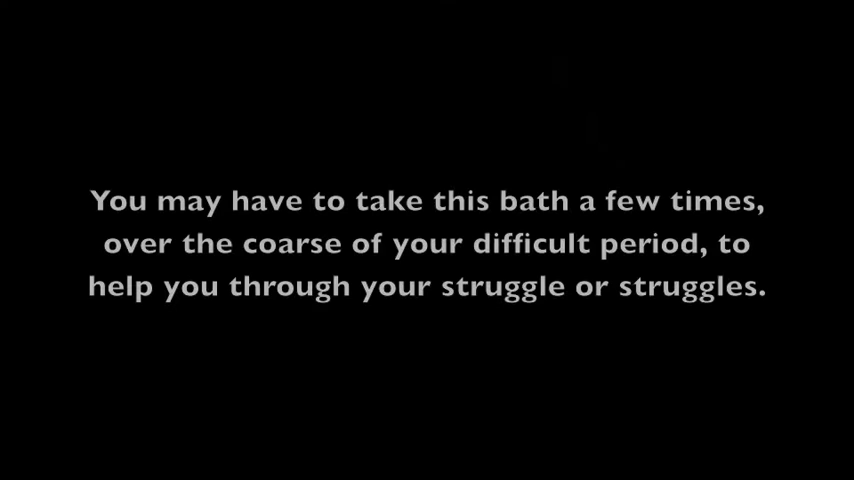 You may have to take this bath a few times,
over the coarse of your difficult period, to
help you through your struggle or struggles.